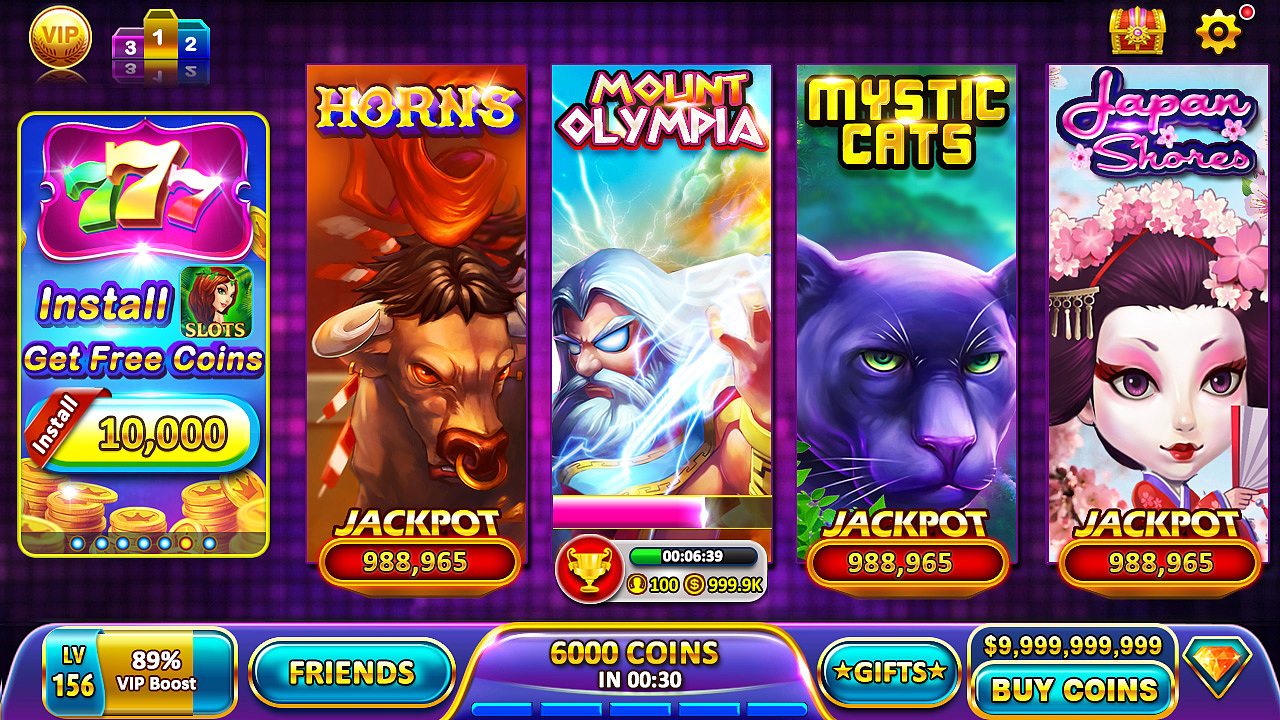 VIP
3 1 2
777
Install
SLOTS
Get Free Coins
Install
10,000
HORNS
JACKPOT
988,965
MOUNT
OLYMPIA
00:06:39
100 999.9K
MYSTIC
CATS
JACKPOT
988,965
Japan
Shores
JACKPOT
988,965
LV
156
89%
VIP Boost
FRIENDS
6000 COINS
IN 00:30
GIFTS
$9,999,999,999
BUY COINS